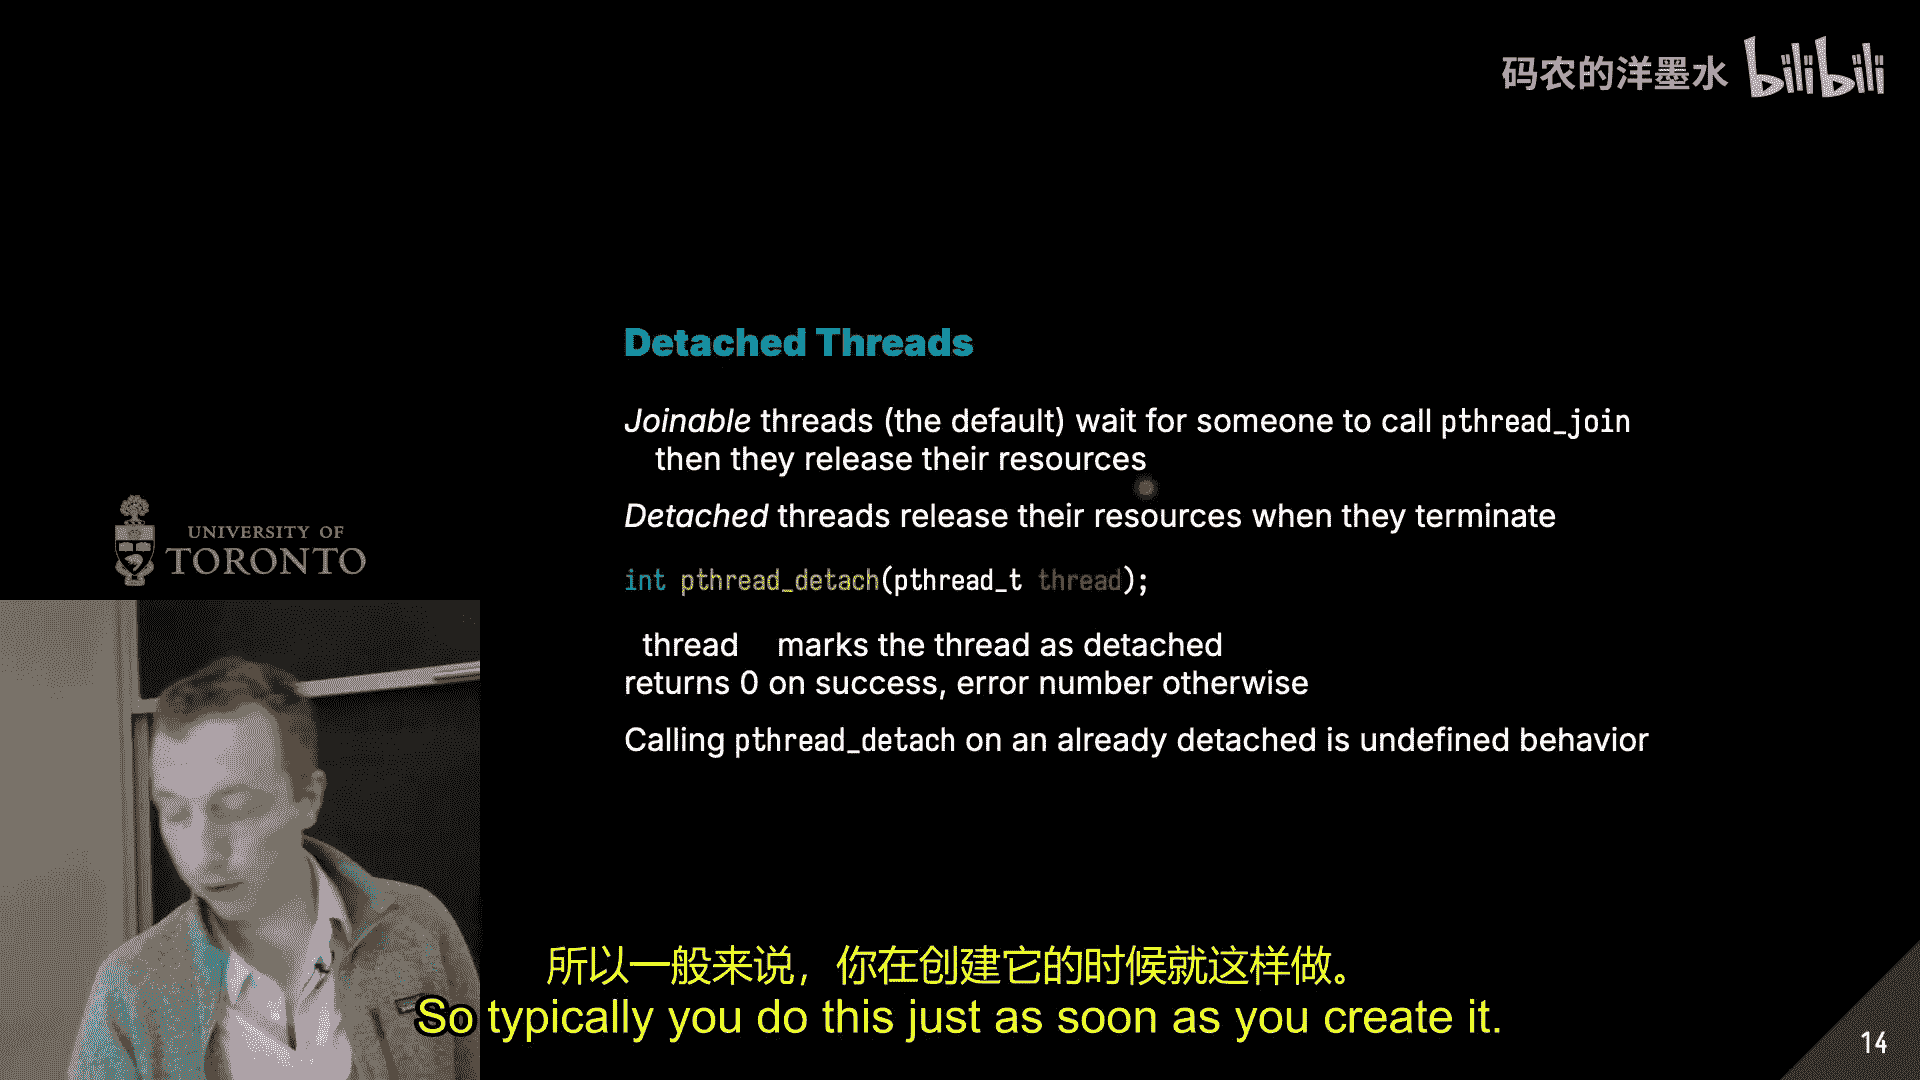 码农的洋墨水 bilibili
Detached Threads
Joinable threads (the default) wait for someone to call pthread_join
then they release their resources
Detached threads release their resources when they terminate
int pthread_detach(pthread_t thread);
thread marks the thread as detached
returns 0 on success, error number otherwise
Calling pthread_detach on an already detached is undefined behavior
UNIVERSITY OF
TORONTO
所以一般来说，你在创建它的时候就这样做。
So typically you do this just as soon as you create it.
14